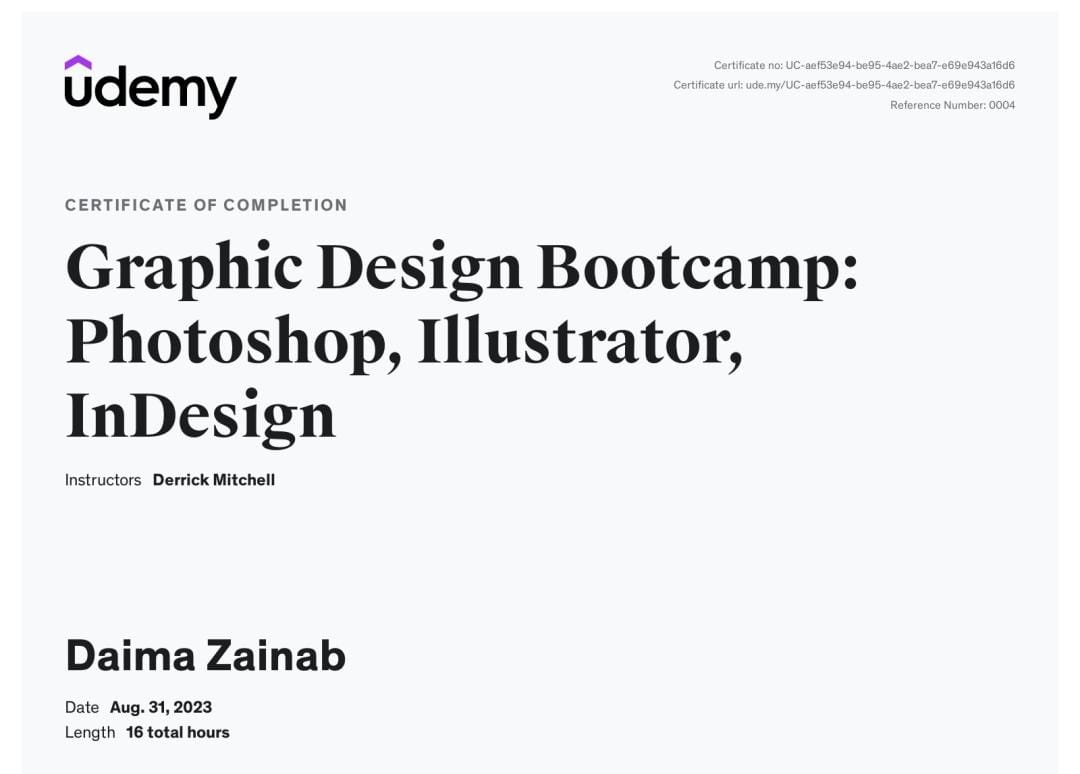 udemy
Certificate no: UC-aef53e94-be95-4ae2-bea7-e69e943a16d6
Certificate url: ude.my/UC-aef53e94-be95-4ae2-bea7-e69e943a16d6
Reference Number: 0004
CERTIFICATE OF COMPLETION
Graphic Design Bootcamp:
Photoshop, Illustrator,
InDesign
Instructors Derrick Mitchell
Daima Zainab
Date Aug. 31, 2023
Length 16 total hours